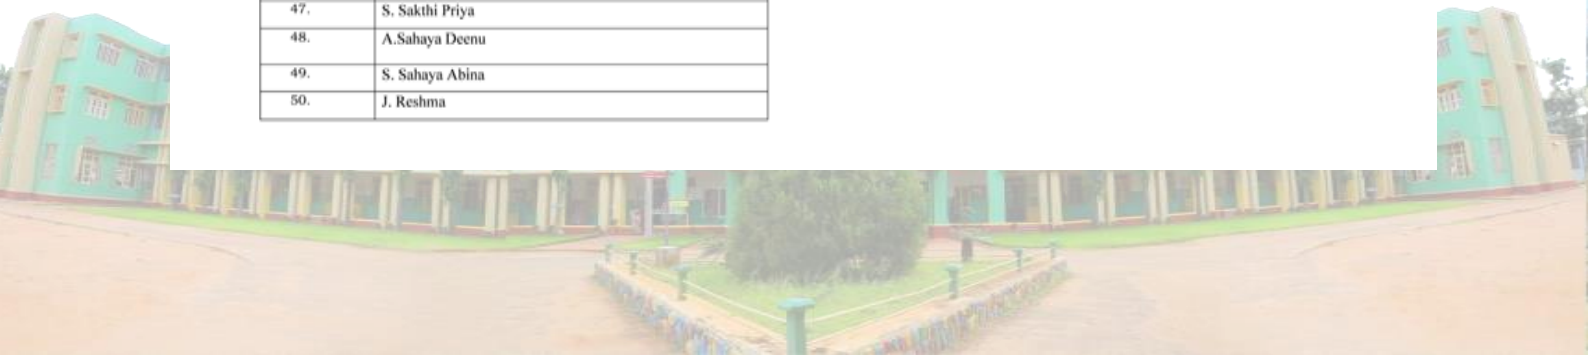 47. S. Sakthi Priya
48. A.Sahaya Deenu
49. S. Sahaya Abina
50. J. Reshma